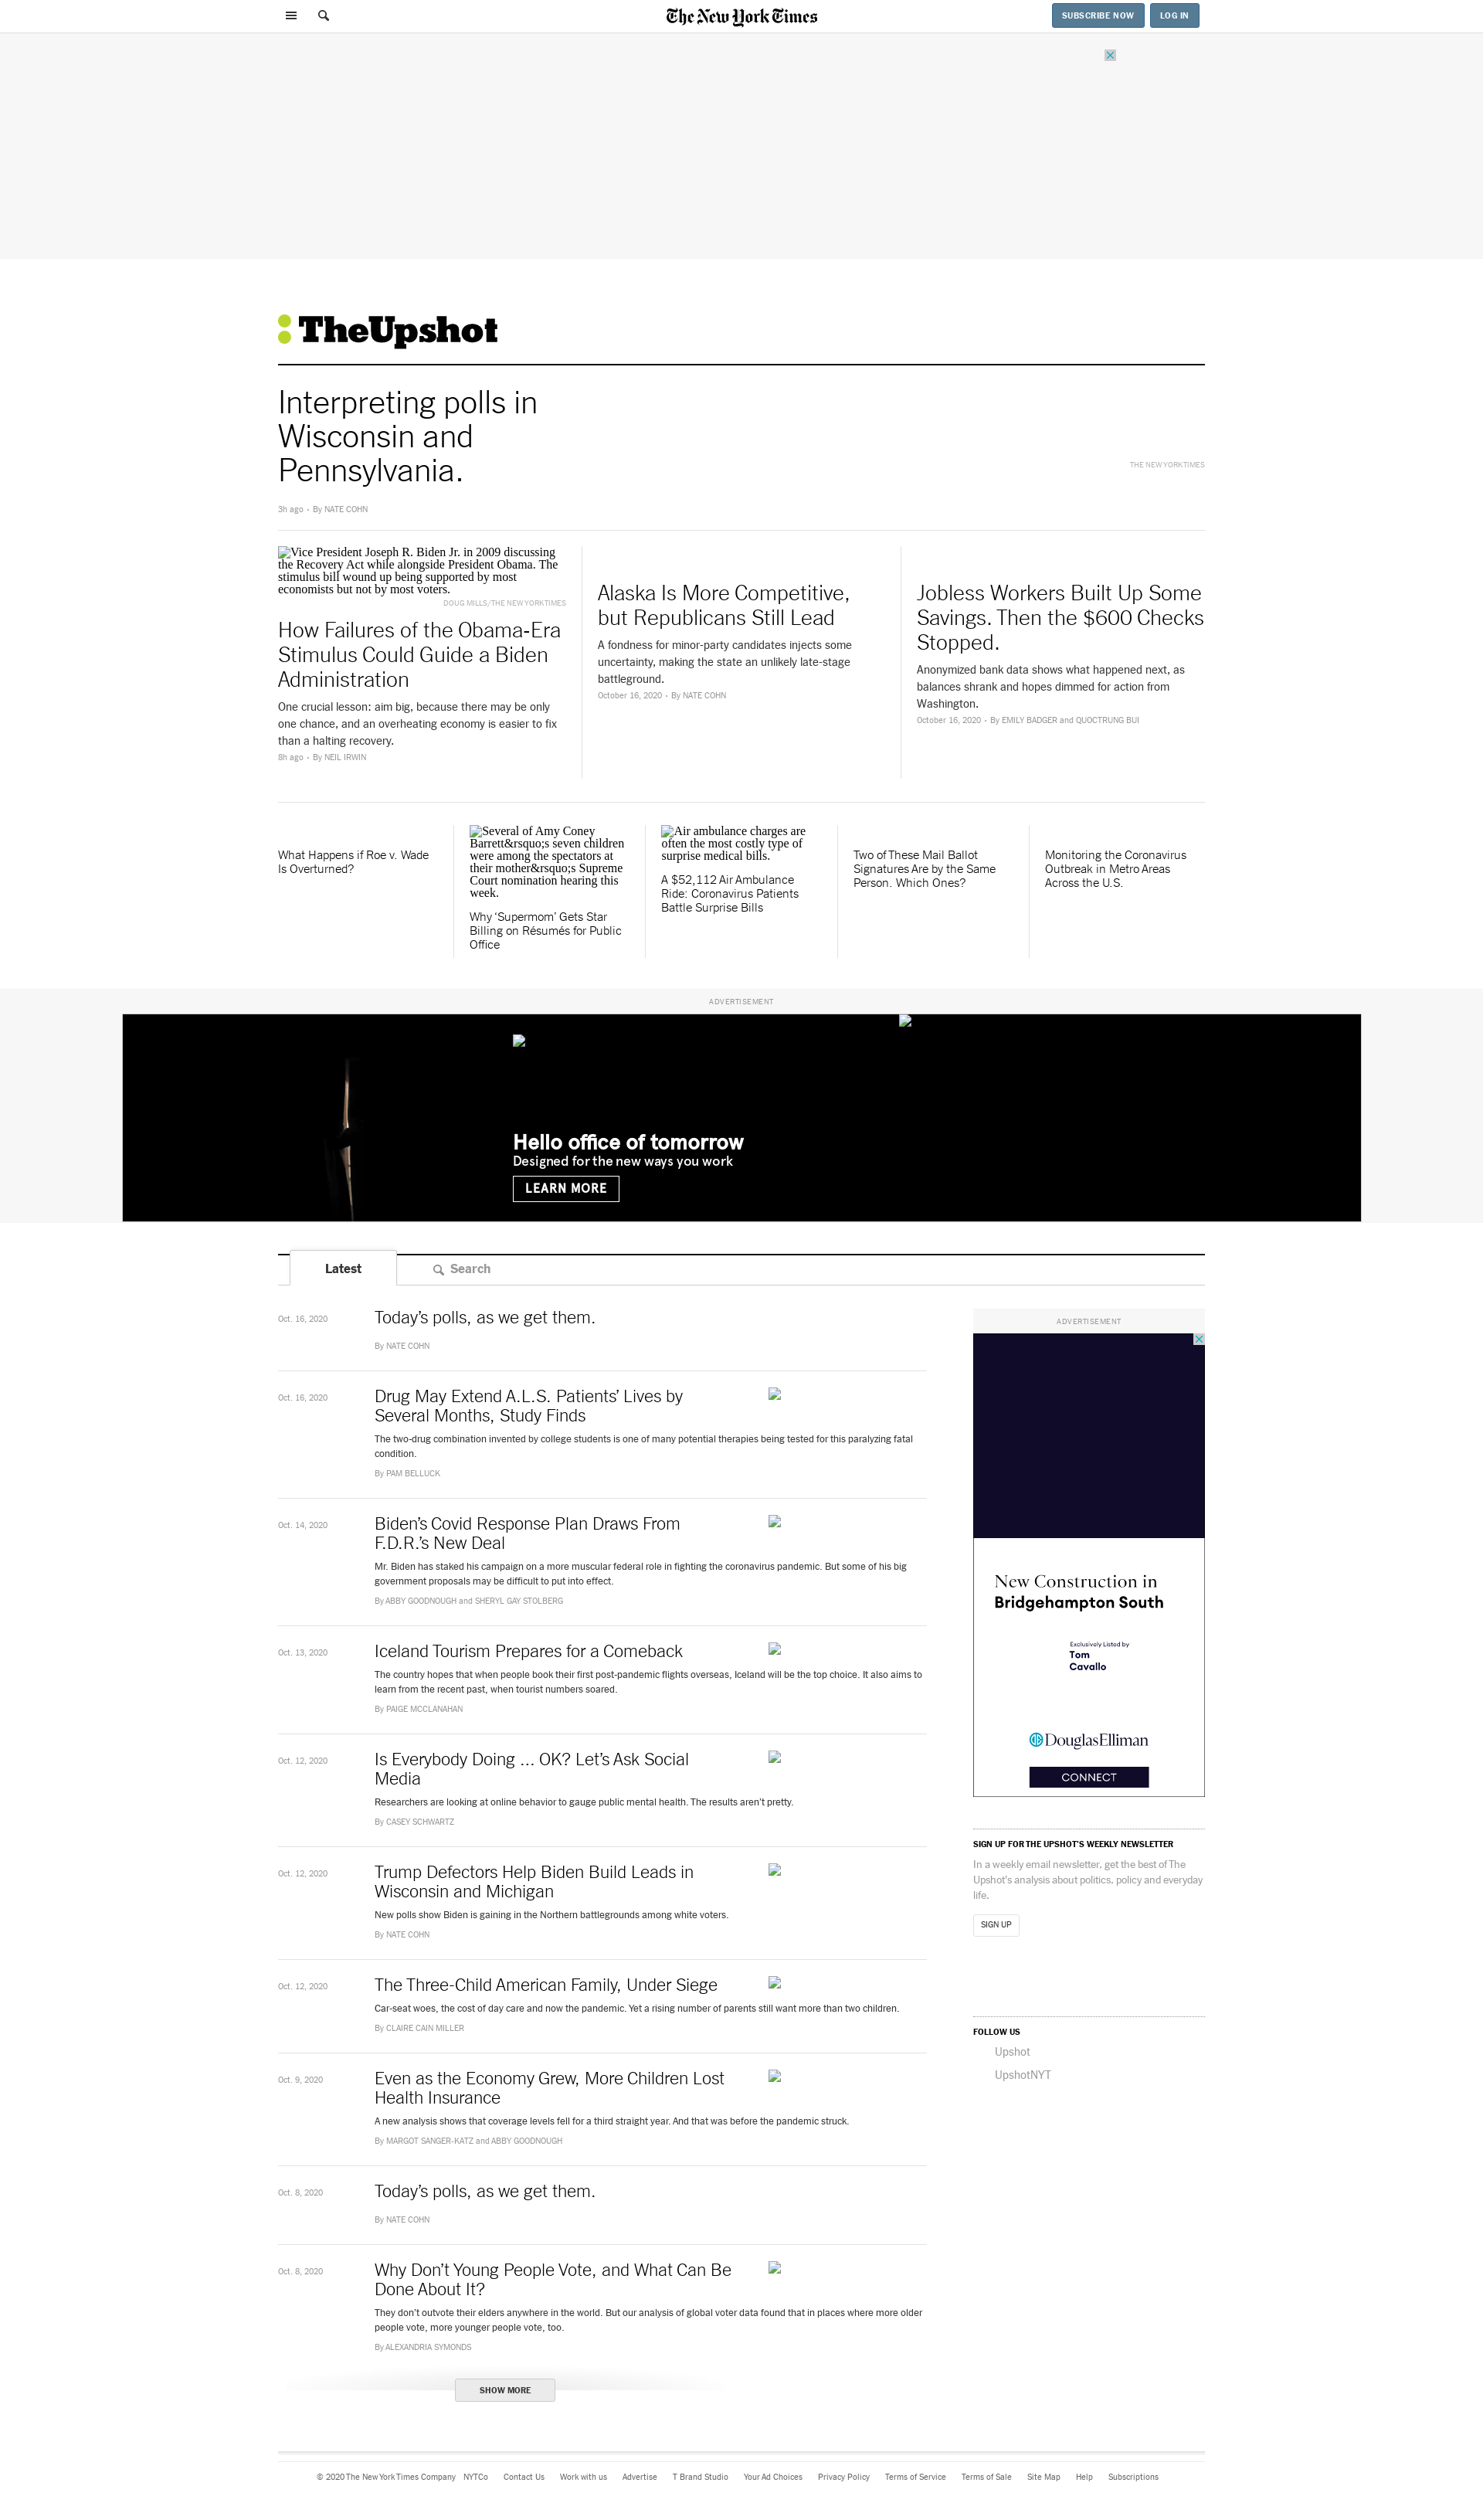 The New York Times
SUBSCRIBE NOW
LOG IN
TheUpshot
Interpreting polls in
Wisconsin and
Pennsylvania.
THE NEW YORK TIMES
3h ago • By NATE COHN
Vice President Joseph R. Biden Jr. in 2009 discussing
the Recovery Act while alongside President Obama. The
stimulus bill wound up being supported by most
economists but not by most voters.
DOUG MILLS/THE NEW YORK TIMES
How Failures of the Obama-Era
Stimulus Could Guide a Biden
Administration
One crucial lesson: aim big, because there may be only
one chance, and an overheating economy is easier to fix
than a halting recovery.
8h ago • By NEIL IRWIN
Alaska Is More Competitive,
but Republicans Still Lead
A fondness for minor-party candidates injects some
uncertainty, making the state an unlikely late-stage
battleground.
October 16, 2020 • By NATE COHN
Jobless Workers Built Up Some
Savings. Then the $600 Checks
Stopped.
Anonymized bank data shows what happened next, as
balances shrank and hopes dimmed for action from
Washington.
October 16, 2020 • By EMILY BADGER and QUOCTRUNG BUI
What Happens if Roe v. Wade
Is Overturned?
Several of Amy Coney
Barrett&rsquo;s seven children
were among the spectators at
their mother&rsquo;s Supreme
Court nomination hearing this
week.
Why ‘Supermom’ Gets Star
Billing on Résumés for Public
Office
Air ambulance charges are
often the most costly type of
surprise medical bills.
A $52,112 Air Ambulance
Ride: Coronavirus Patients
Battle Surprise Bills
Two of These Mail Ballot
Signatures Are by the Same
Person. Which Ones?
Monitoring the Coronavirus
Outbreak in Metro Areas
Across the U.S.
ADVERTISEMENT
Hello office of tomorrow
Designed for the new ways you work
LEARN MORE
Latest
Search
Oct. 16, 2020
Today’s polls, as we get them.
By NATE COHN
Oct. 16, 2020
Drug May Extend A.L.S. Patients’ Lives by
Several Months, Study Finds
The two-drug combination invented by college students is one of many potential therapies being tested for this paralyzing fatal
condition.
By PAM BELLUCK
Oct. 14, 2020
Biden’s Covid Response Plan Draws From
F.D.R.’s New Deal
Mr. Biden has staked his campaign on a more muscular federal role in fighting the coronavirus pandemic. But some of his big
government proposals may be difficult to put into effect.
By ABBY GOODNOUGH and SHERYL GAY STOLBERG
Oct. 13, 2020
Iceland Tourism Prepares for a Comeback
The country hopes that when people book their first post-pandemic flights overseas, Iceland will be the top choice. It also aims to
learn from the recent past, when tourist numbers soared.
By PAIGE MCCLANAHAN
Oct. 12, 2020
Is Everybody Doing ... OK? Let’s Ask Social
Media
Researchers are looking at online behavior to gauge public mental health. The results aren’t pretty.
By CASEY SCHWARTZ
Oct. 12, 2020
Trump Defectors Help Biden Build Leads in
Wisconsin and Michigan
New polls show Biden is gaining in the Northern battlegrounds among white voters.
By NATE COHN
Oct. 12, 2020
The Three-Child American Family, Under Siege
Car-seat woes, the cost of day care and now the pandemic. Yet a rising number of parents still want more than two children.
By CLAIRE CAIN MILLER
Oct. 9, 2020
Even as the Economy Grew, More Children Lost
Health Insurance
A new analysis shows that coverage levels fell for a third straight year. And that was before the pandemic struck.
By MARGOT SANGER-KATZ and ABBY GOODNOUGH
Oct. 8, 2020
Today’s polls, as we get them.
By NATE COHN
Oct. 8, 2020
Why Don’t Young People Vote, and What Can Be
Done About It?
They don’t outvote their elders anywhere in the world. But our analysis of global voter data found that in places where more older
people vote, more younger people vote, too.
By ALEXANDRIA SYMONDS
SHOW MORE
ADVERTISEMENT
New Construction in
Bridgehampton South
Exclusively Listed by
Tom
Cavallo
DouglasElliman
CONNECT
SIGN UP FOR THE UPSHOT’S WEEKLY NEWSLETTER
In a weekly email newsletter, get the best of The
Upshot’s analysis about politics, policy and everyday
life.
SIGN UP
FOLLOW US
Upshot
UpshotNYT
© 2020 The New York Times Company NYTCo Contact Us Work with us Advertise T Brand Studio Your Ad Choices Privacy Policy Terms of Service Terms of Sale Site Map Help Subscriptions